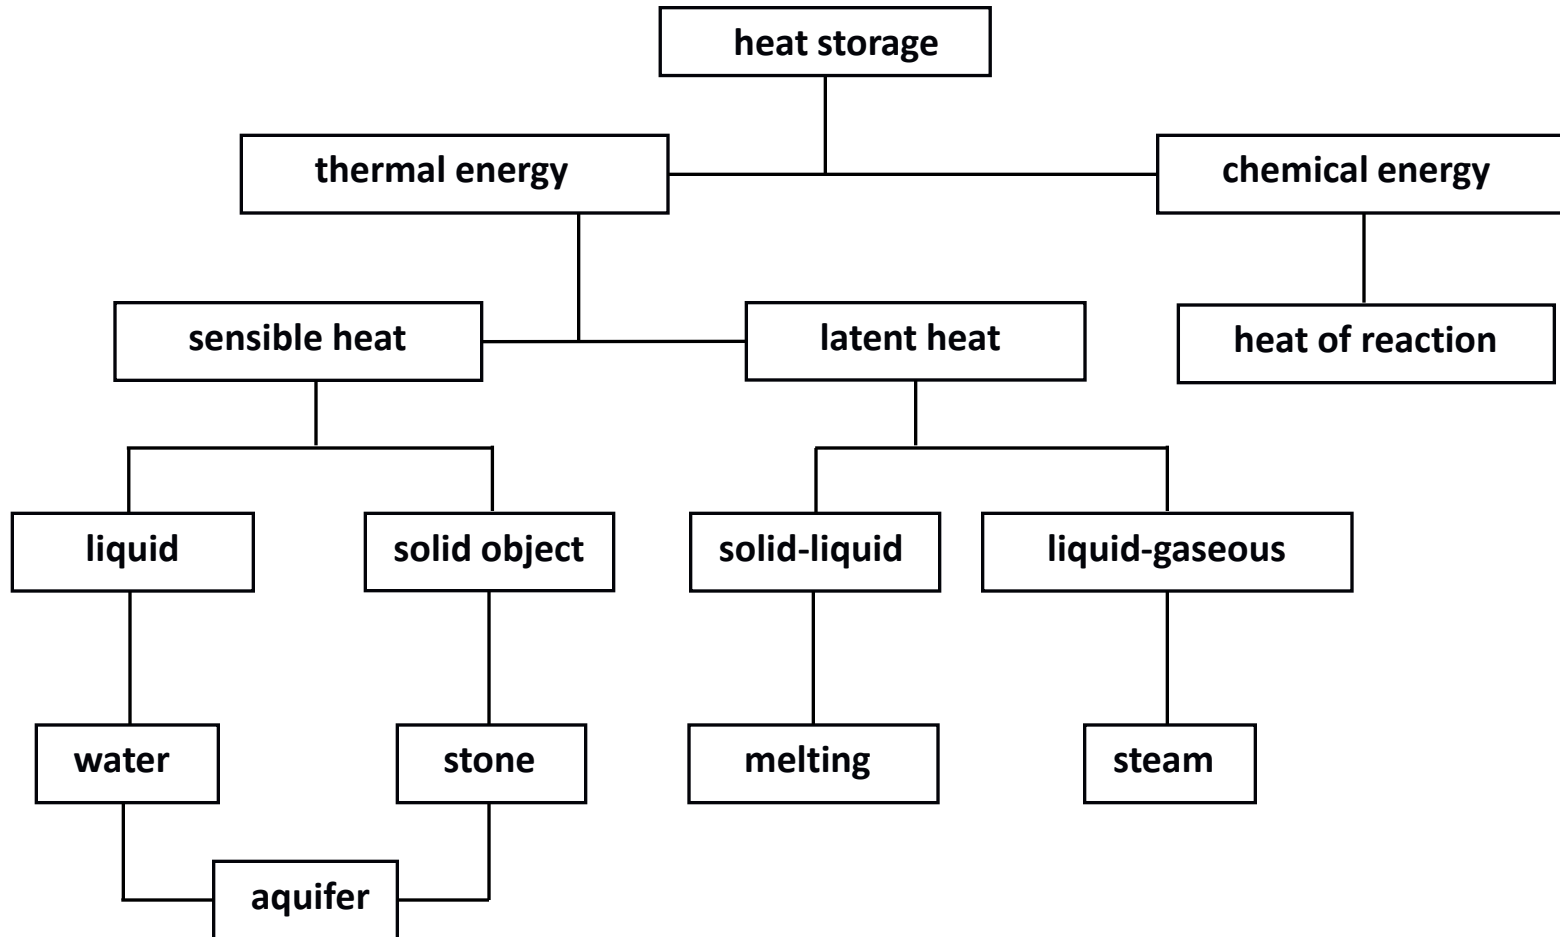 heat storage
thermal energy
chemical energy
sensible heat
latent heat
heat of reaction
liquid
solid object
solid-liquid
liquid-gaseous
water
stone
melting
steam
aquifer